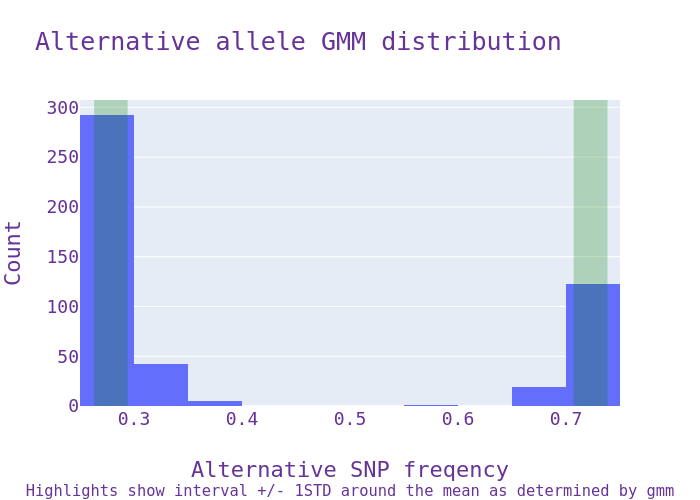 Alternative allele GMM distribution
300
250
200
150
100
50
0
Count
0.3 0.4 0.5 0.6 0.7
Alternative SNP freqency
Highlights show interval +/- 1STD around the mean as determined by gmm